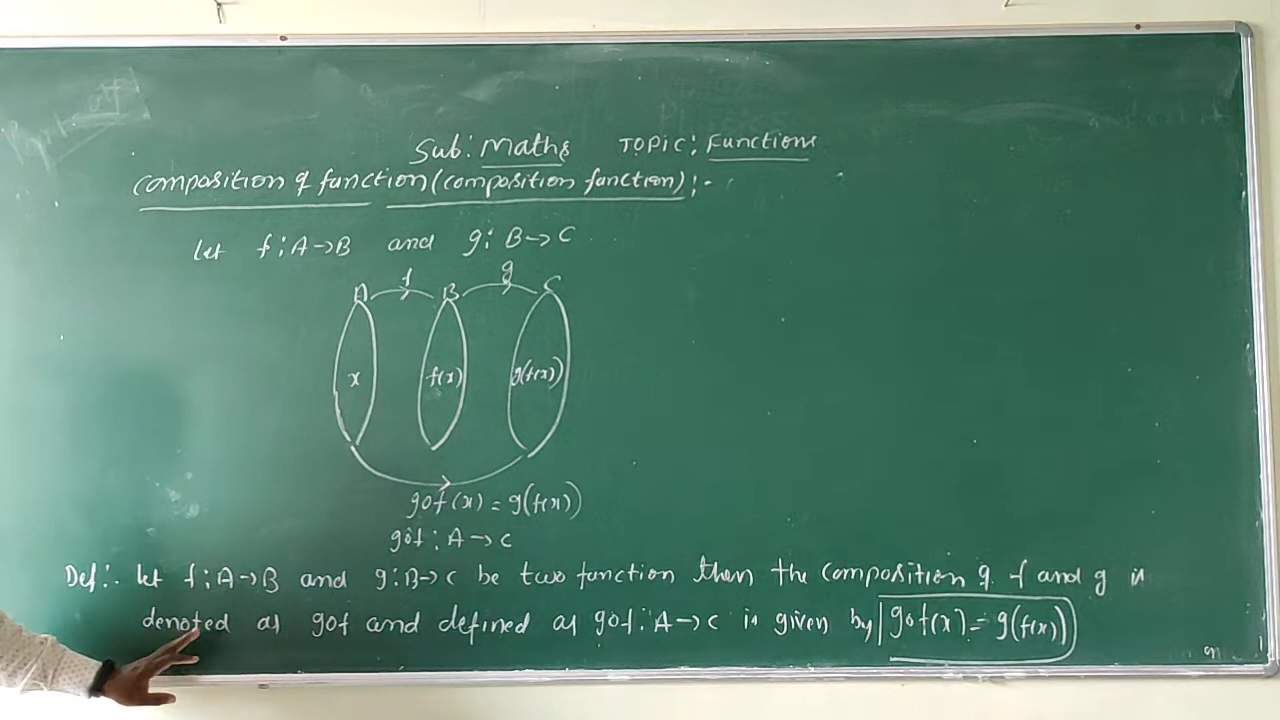 Sub: Maths TOPIC: Functions
Composition of function (composition function) :-
Let f: A→B and g: B→C
f g
A B C
x f(x) g(f(x))
gof(x) = g(f(x))
gof : A→C
Def:- Let f: A→B and g: B→C be two function then the composition of f and g is
denoted as gof and defined as gof: A→C is given by gof(x) = g(f(x))